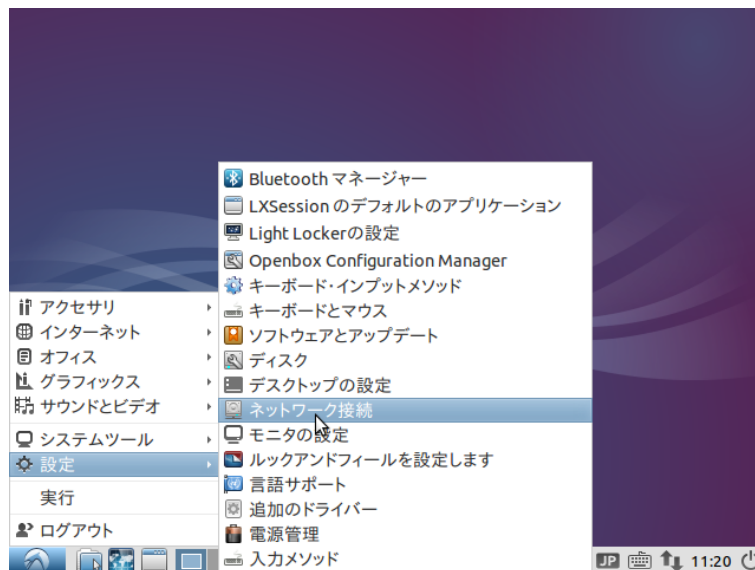 Bluetooth マネージャー
LXSession のデフォルトのアプリケーション
Light Lockerの設定
Openbox Configuration Manager
キーボード・インプットメソッド
キーボードとマウス
ソフトウェアとアップデート
ディスク
デスクトップの設定
ネットワーク接続
モニタの設定
ルックアンドフィールを設定します
言語サポート
追加のドライバー
電源管理
入力メソッド
アクセサリ
インターネット
オフィス
グラフィックス
サウンドとビデオ
システムツール
設定
実行
ログアウト
JP 11:20